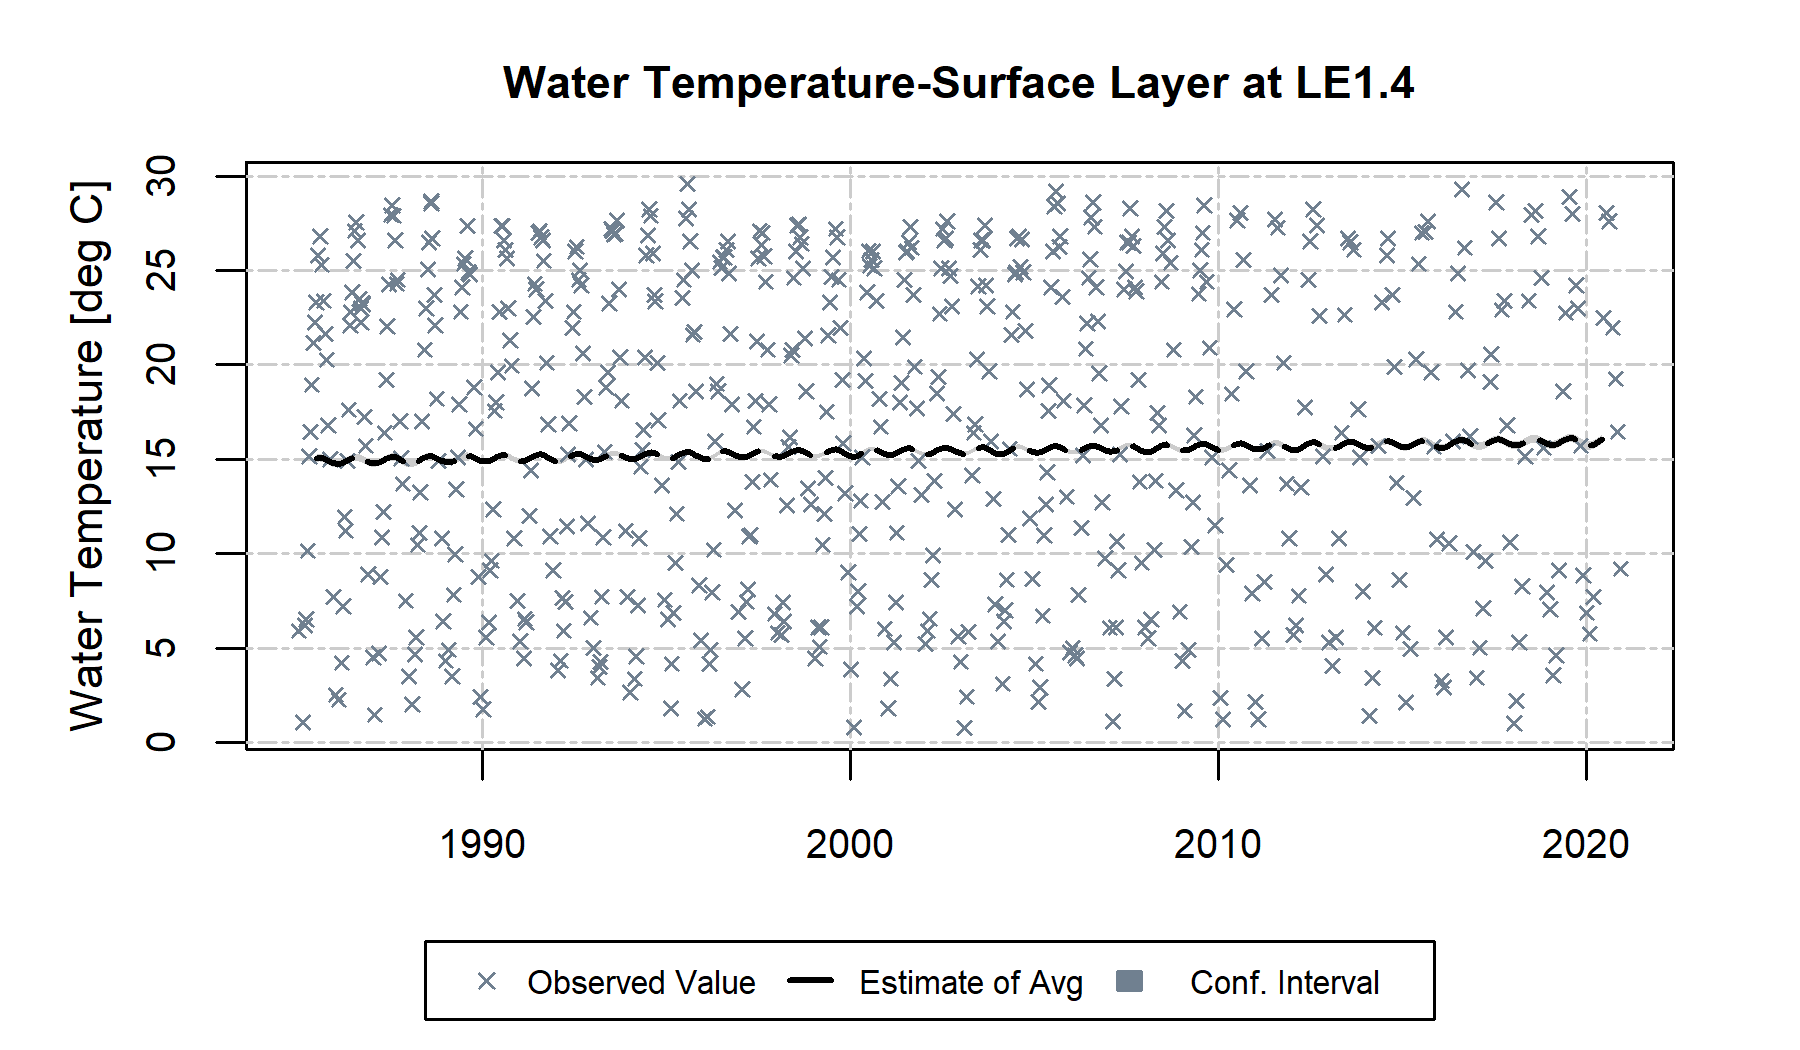 Water Temperature-Surface Layer at LE1.4
Water Temperature [deg C]
30
25
20
15
10
5
0
1990 2000 2010 2020
Observed Value Estimate of Avg Conf. Interval